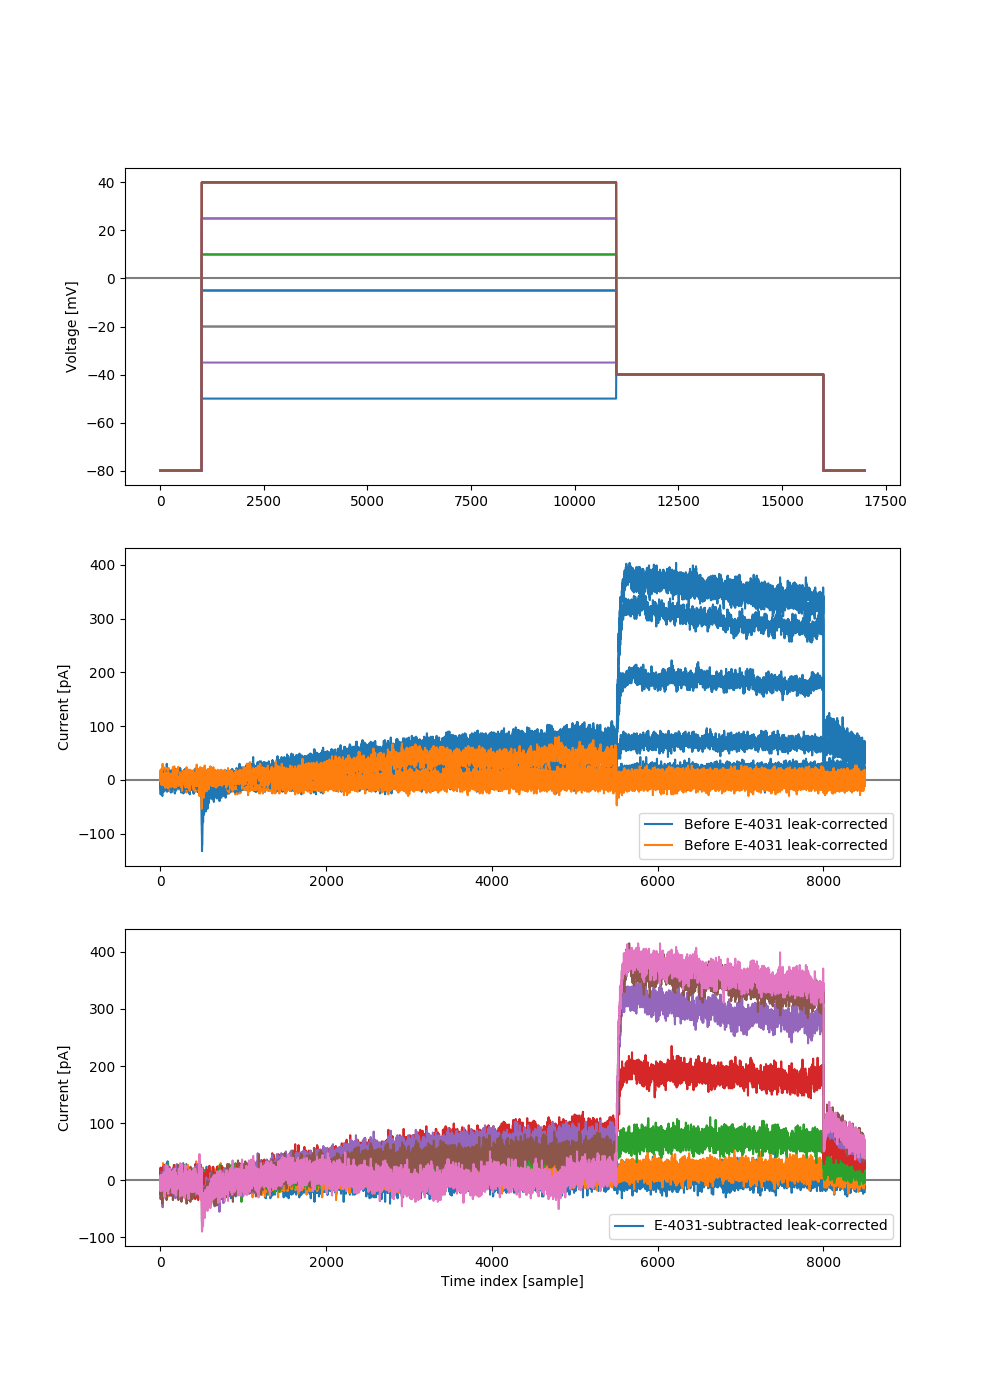 40
20
0
−20
−40
−60
−80
Voltage [mV]
0 2500 5000 7500 10000 12500 15000 17500
400
300
200
100
0
−100
Current [pA]
Before E-4031 leak-corrected
Before E-4031 leak-corrected
0 2000 4000 6000 8000
400
300
200
100
0
−100
Current [pA]
E-4031-subtracted leak-corrected
0 2000 4000 6000 8000
Time index [sample]